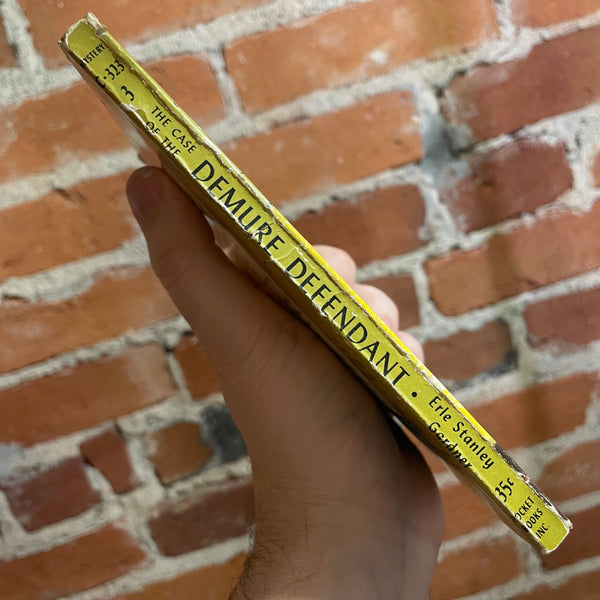 MYSTERY
C·323
3
THE CASE
OF THE
DEMURE DEFENDANT ·
Erle Stanley
Gardner
35¢
POCKET
BOOKS
INC.